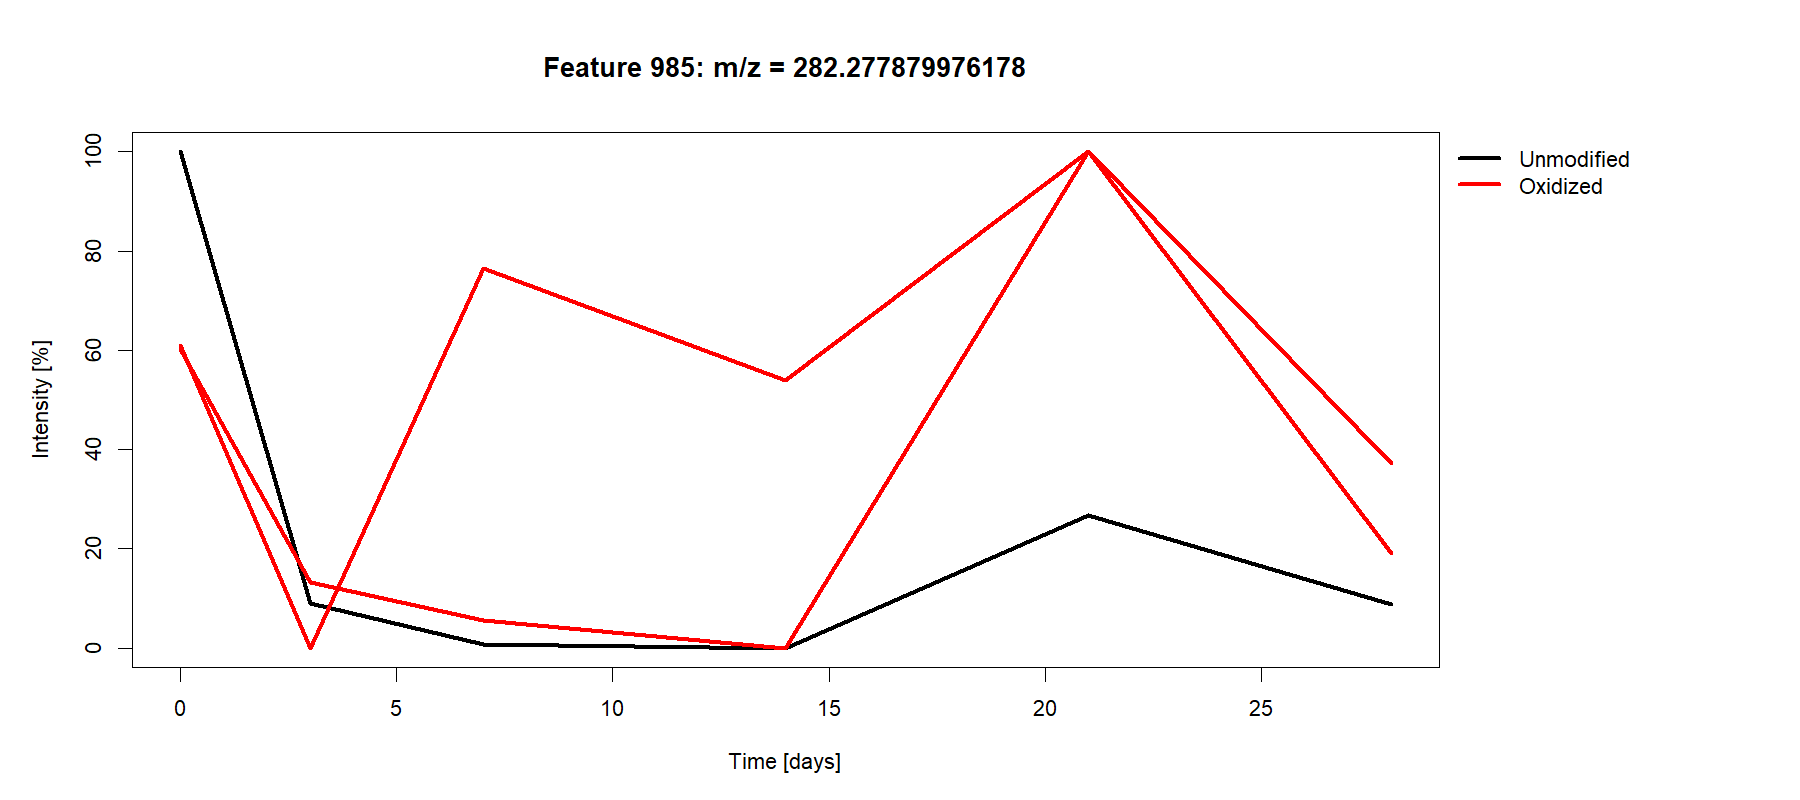 Feature 985: m/z = 282.277879976178
Unmodified
Oxidized
100
80
60
40
20
0
Intensity [%]
0 5 10 15 20 25
Time [days]